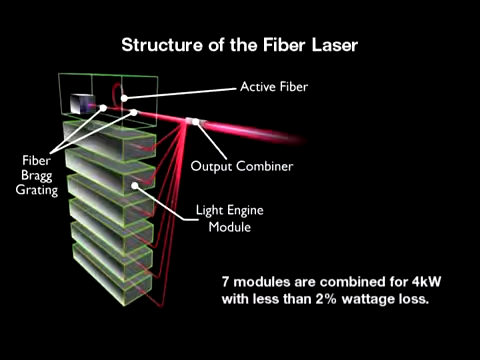 Structure of the Fiber Laser
Active Fiber
Fiber
Bragg
Grating
Output Combiner
Light Engine
Module
7 modules are combined for 4kW
with less than 2% wattage loss.